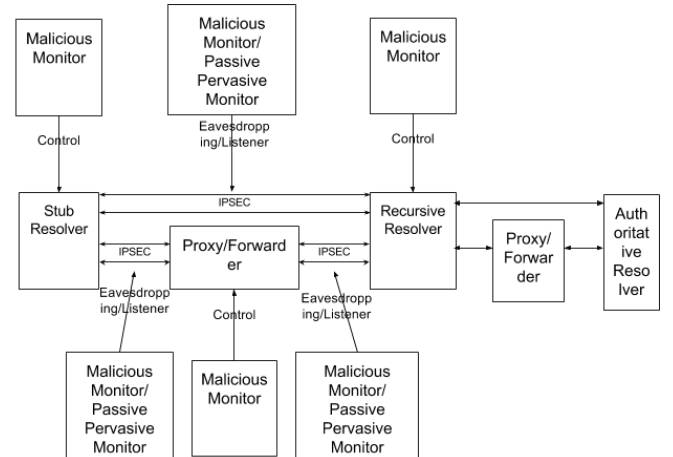 Malicious
Monitor
Malicious
Monitor/
Passive
Pervasive
Monitor
Malicious
Monitor
Control
Eavesdropp
ing/Listener
Control
Stub
Resolver
IPSEC
Recursive
Resolver
Auth
oritat
ive
Reso
lver
IPSEC
Proxy/Forward
er
IPSEC
Proxy/
Forwar
der
Eavesdropp
ing/Listener
Control
Eavesdropp
ing/Listener
Malicious
Monitor/
Passive
Pervasive
Monitor
Malicious
Monitor
Malicious
Monitor/
Passive
Pervasive
Monitor